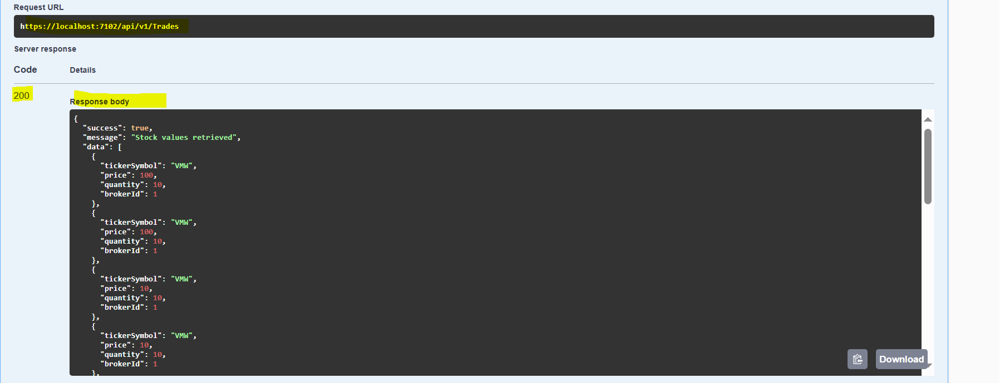 Request URL
https://localhost:7102/api/v1/Trades
Server response
Code Details
200
Response body
{
  "success": true,
  "message": "Stock values retrieved",
  "data": [
    {
      "tickerSymbol": "VMW",
      "price": 100,
      "quantity": 10,
      "brokerId": 1
    },
    {
      "tickerSymbol": "VMW",
      "price": 100,
      "quantity": 10,
      "brokerId": 1
    },
    {
      "tickerSymbol": "VMW",
      "price": 10,
      "quantity": 10,
      "brokerId": 1
    },
    {
      "tickerSymbol": "VMW",
      "price": 10,
      "quantity": 10,
      "brokerId": 1
    },
Download